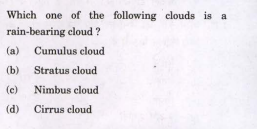 Which one of the following clouds is a
rain-bearing cloud ?
(a) Cumulus cloud
(b) Stratus cloud
(c) Nimbus cloud
(d) Cirrus cloud